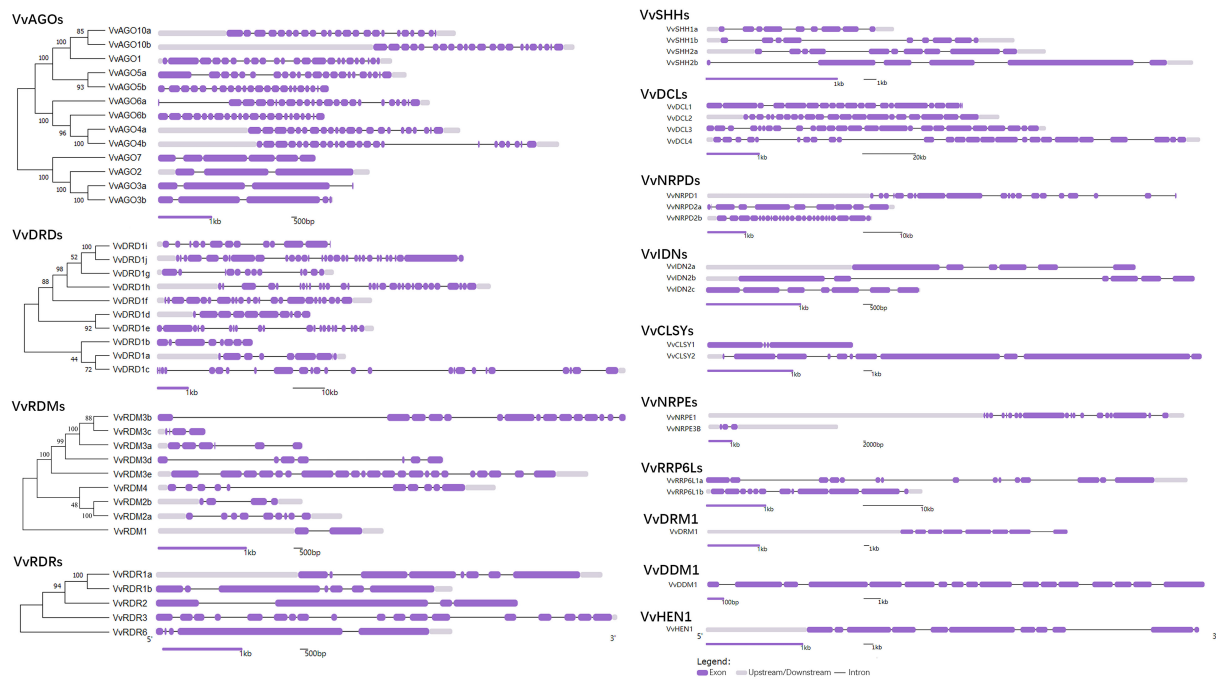 VvAGOs
85
VvAGO10a
100
VvAGO10b
VvAGO1
100
VvAGO5a
93
VvAGO5b
VvAGO6a
100
VvAGO6b
96
VvAGO4a
100
VvAGO4b
VvAGO7
100
VvAGO2
100
VvAGO3a
100
VvAGO3b
1kb
500bp
VvDRDs
100
VvDRD1i
52
VvDRD1j
98
VvDRD1g
VvDRD1h
88
VvDRD1f
VvDRD1d
92
VvDRD1e
VvDRD1b
44
VvDRD1a
72
VvDRD1c
1kb
10kb
VvRDMs
88
VvRDM3b
100
VvRDM3c
99
VvRDM3a
100
VvRDM3d
VvRDM3e
VvRDM4
48
VvRDM2b
100
VvRDM2a
VvRDM1
1kb
500bp
VvRDRs
100
VvRDR1a
94
VvRDR1b
VvRDR2
VvRDR3
VvRDR6
5'
3'
1kb
500bp
VvSHHs
VvSHH1a
VvSHH1b
VvSHH2a
VvSHH2b
1kb
1kb
VvDCLs
VvDCL1
VvDCL2
VvDCL3
VvDCL4
1kb
20kb
VvNRPDs
VvNRPD1
VvNRPD2a
VvNRPD2b
1kb
10kb
VvIDNs
VvIDN2a
VvIDN2b
VvIDN2c
1kb
500bp
VvCLSYs
VvCLSY1
VvCLSY2
1kb
1kb
VvNRPEs
VvNRPE1
VvNRPE3B
1kb
2000bp
VvRRP6Ls
VvRRP6L1a
VvRRP6L1b
1kb
10kb
VvDRM1
VvDRM1
1kb
1kb
VvDDM1
VvDDM1
100bp
1kb
VvHEN1
VvHEN1
5'
3'
1kb
1kb
Legend:
Exon Upstream/Downstream Intron